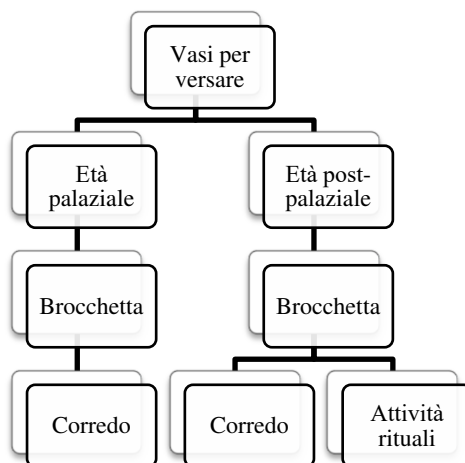 Vasi per
versare
Età
palaziale
Età post-
palaziale
Brocchetta
Brocchetta
Corredo
Corredo
Attività
rituali